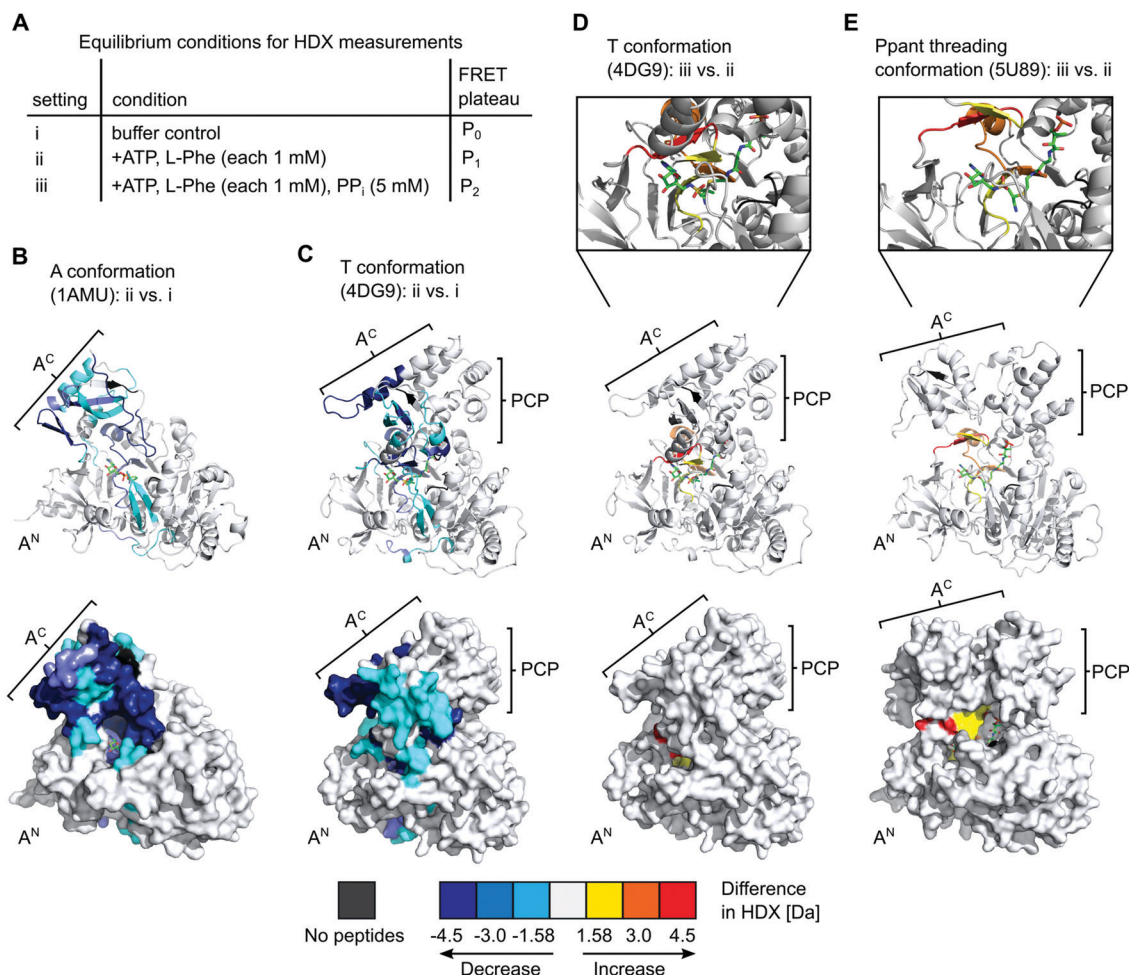 A
Equilibrium conditions for HDX measurements
setting condition FRET plateau
i buffer control P0
ii +ATP, L-Phe (each 1 mM) P1
iii +ATP, L-Phe (each 1 mM), PPi (5 mM) P2
D
T conformation
(4DG9): iii vs. ii
E
Ppant threading
conformation (5U89): iii vs. ii
B
A conformation
(1AMU): ii vs. i
C
T conformation
(4DG9): ii vs. i
AC
AN
AC
PCP
AN
AC
PCP
AN
AC
PCP
AN
AC
AN
AC
PCP
AN
AC
PCP
AN
AC
PCP
AN
No peptides
-4.5 -3.0 -1.58 1.58 3.0 4.5
Difference
in HDX [Da]
Decrease Increase